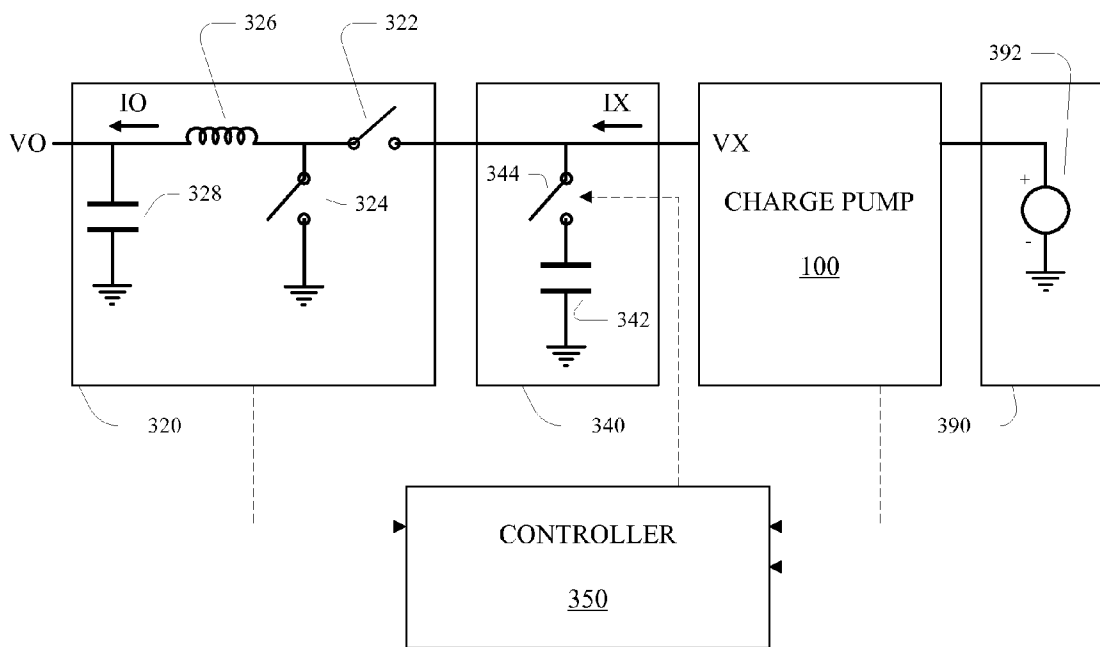 326
322
392
IO
IX
VO
VX
328
324
344
CHARGE PUMP
100
+
-
342
320
340
390
CONTROLLER
350